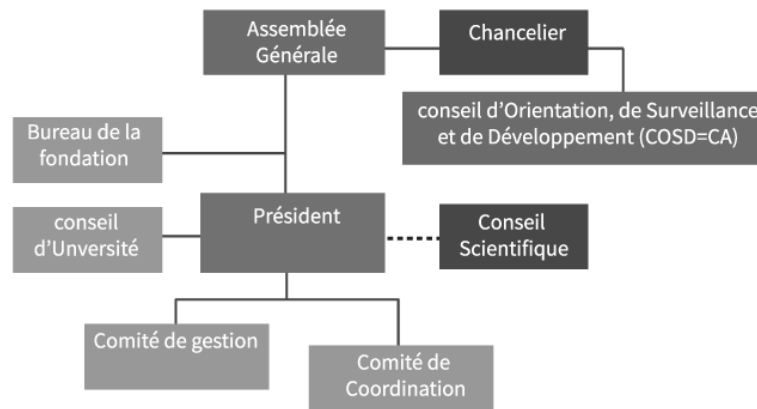 Assemblée
Générale
Chancelier
conseil d'Orientation, de Surveillance
et de Développement (COSD=CA)
Bureau de la
fondation
Président
conseil
d'Unversité
Conseil
Scientifique
Comité de gestion
Comité de
Coordination